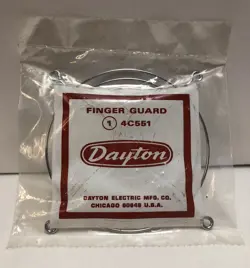 FINGER GUARD
1 4C551
Dayton
DAYTON ELECTRIC MFG. CO.
CHICAGO 60648 U.S.A.